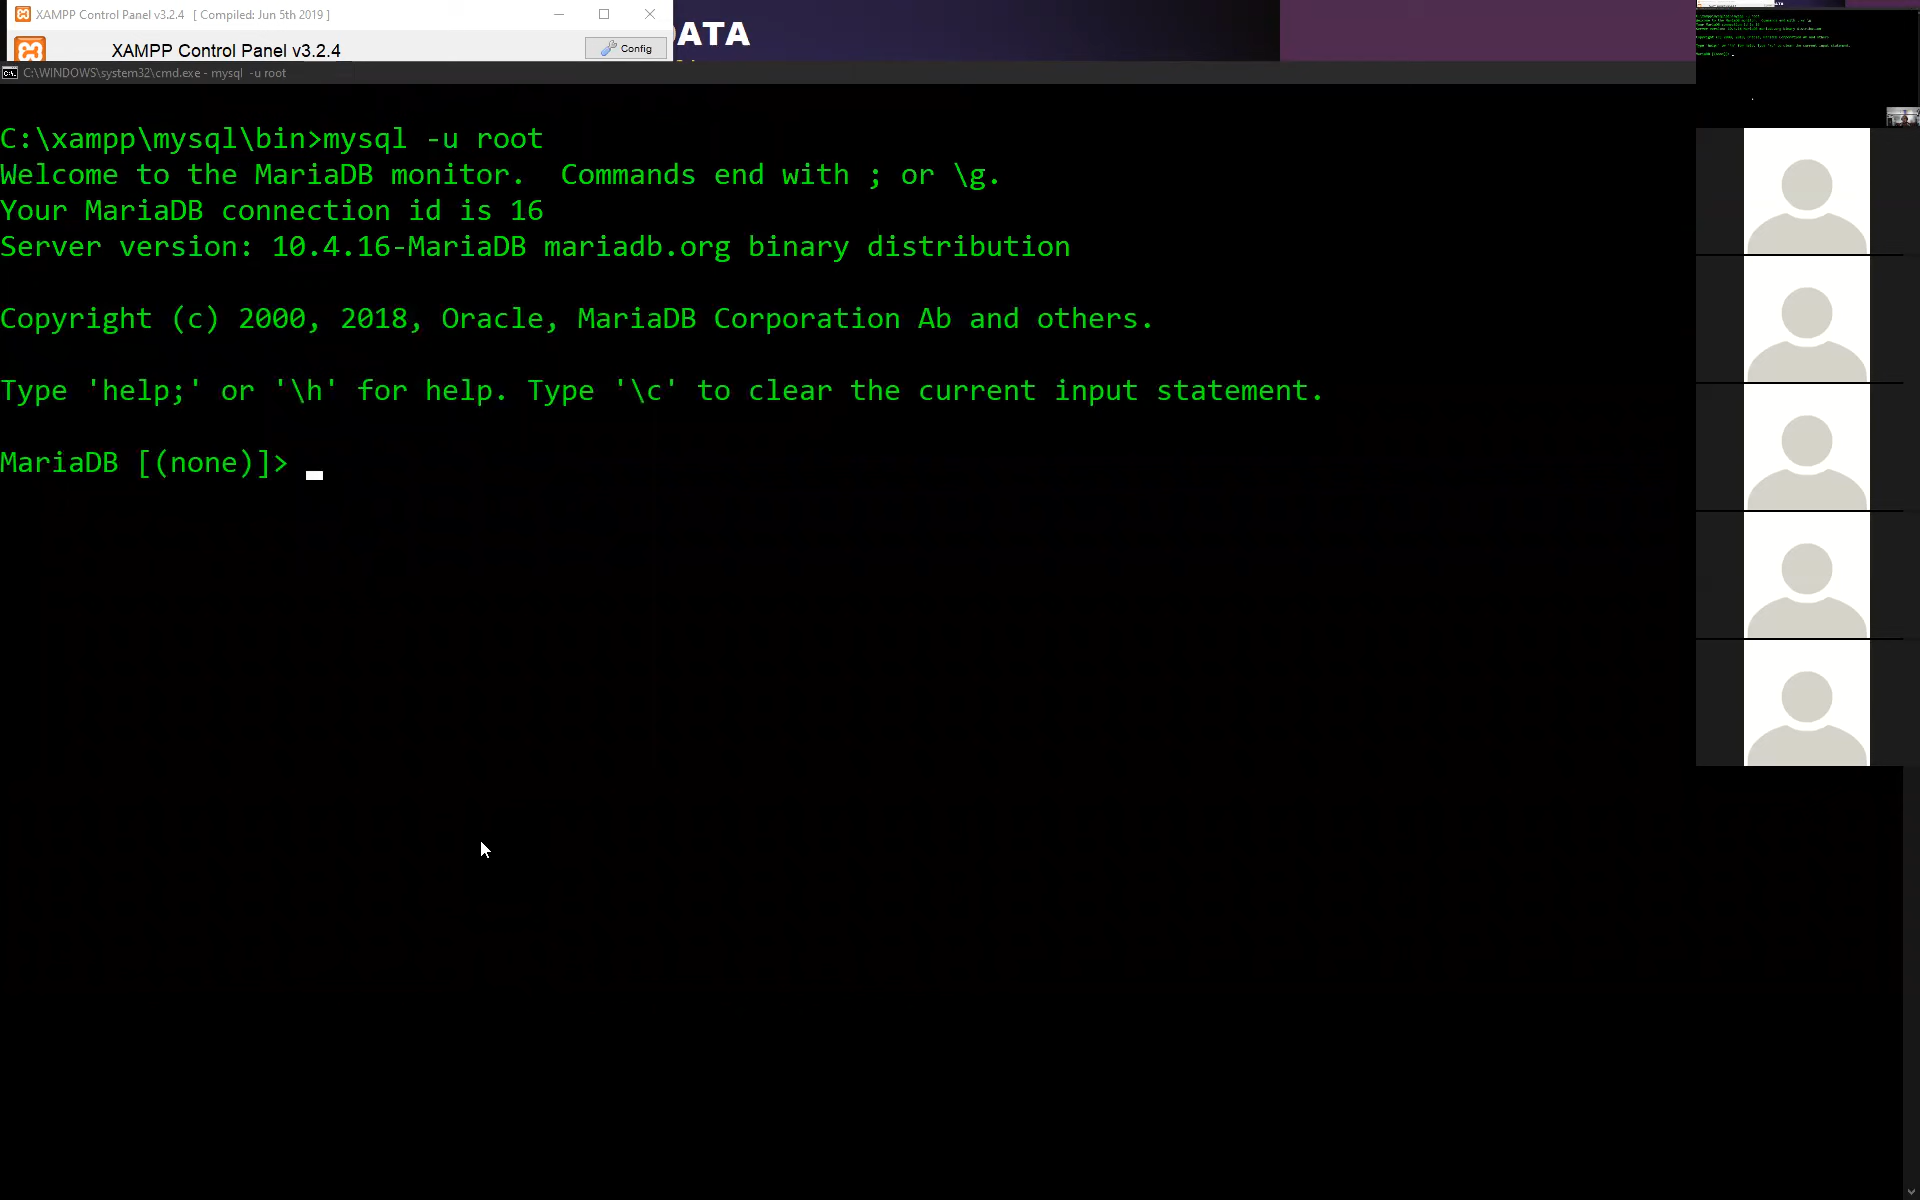 XAMPP Control Panel v3.2.4 [ Compiled: Jun 5th 2019 ]
XAMPP Control Panel v3.2.4
Config
DATA
C:\WINDOWS\system32\cmd.exe - mysql -u root
C:\xampp\mysql\bin>mysql -u root
Welcome to the MariaDB monitor.  Commands end with ; or \g.
Your MariaDB connection id is 16
Server version: 10.4.16-MariaDB mariadb.org binary distribution
Copyright (c) 2000, 2018, Oracle, MariaDB Corporation Ab and others.
Type 'help;' or '\h' for help. Type '\c' to clear the current input statement.
MariaDB [(none)]>